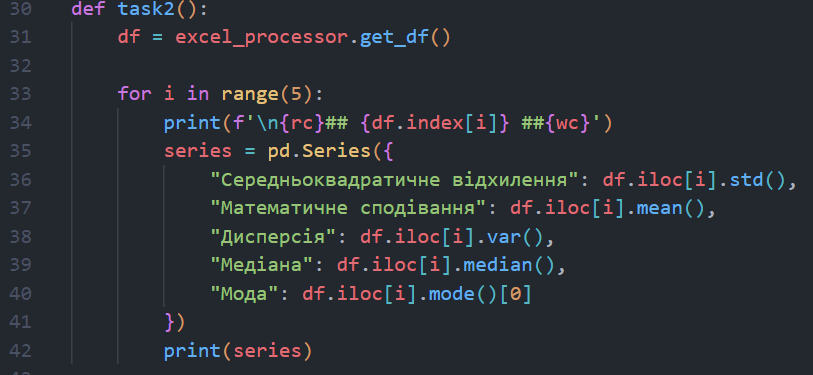 30 def task2():
31 df = excel_processor.get_df()
32
33 for i in range(5):
34 print(f'\n{rc}## {df.index[i]} ##{wc}')
35 series = pd.Series({
36 "Середньоквадратичне відхилення": df.iloc[i].std(),
37 "Математичне сподівання": df.iloc[i].mean(),
38 "Дисперсія": df.iloc[i].var(),
39 "Медіана": df.iloc[i].median(),
40 "Мода": df.iloc[i].mode()[0]
41 })
42 print(series)